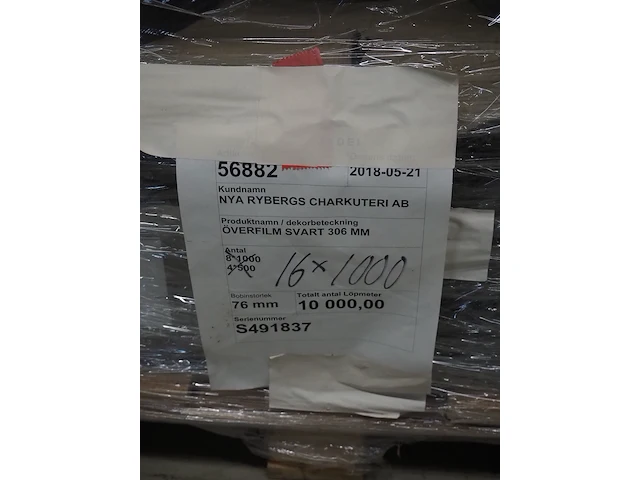 56882 2018-05-21
Kundnamn
NYA RYBERGS CHARKUTERI AB
Produktnamn / dekorbeteckning
ÖVERFILM SVART 306 MM
Antal
8*1000
4*500
16×1000
Bobinstorlek Totalt antal Löpmeter
76 mm 10 000,00
Serienummer
S491837